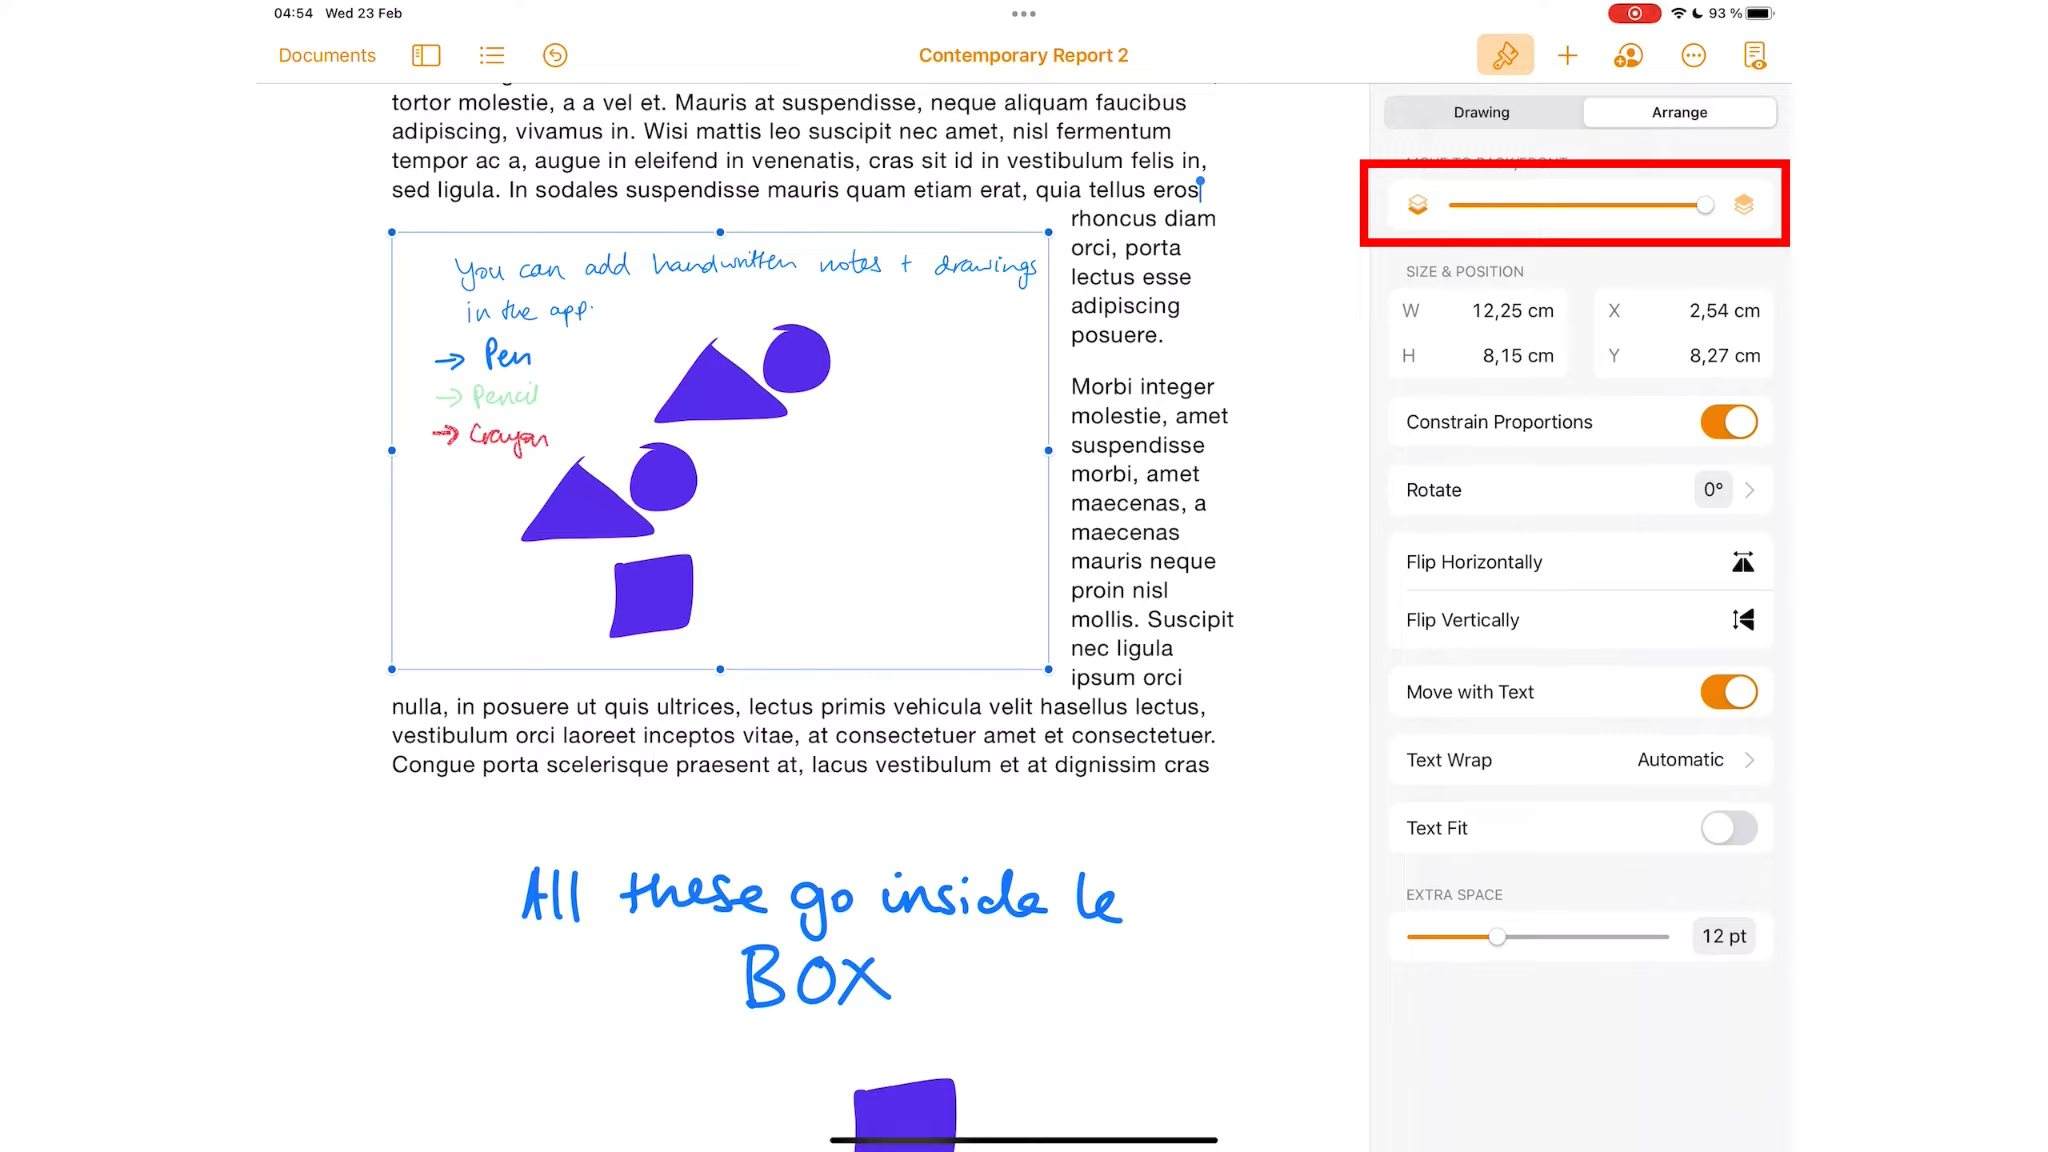 04:54 Wed 23 Feb
93 %
Documents
Contemporary Report 2
tortor molestie, a a vel et. Mauris at suspendisse, neque aliquam faucibus
adipiscing, vivamus in. Wisi mattis leo suscipit nec amet, nisl fermentum
tempor ac a, augue in eleifend in venenatis, cras sit id in vestibulum felis in,
sed ligula. In sodales suspendisse mauris quam etiam erat, quia tellus eros
rhoncus diam
orci, porta
lectus esse
adipiscing
posuere.
You can add handwritten notes + drawings
in the app.
→ Pen
→ Pencil
→ Crayon
Morbi integer
molestie, amet
suspendisse
morbi, amet
maecenas, a
maecenas
mauris neque
proin nisl
mollis. Suscipit
nec ligula
ipsum orci
nulla, in posuere ut quis ultrices, lectus primis vehicula velit hasellus lectus,
vestibulum orci laoreet inceptos vitae, at consectetuer amet et consectetuer.
Congue porta scelerisque praesent at, lacus vestibulum et at dignissim cras
All these go inside le
BOX
Drawing Arrange
SIZE & POSITION
W 12,25 cm X 2,54 cm
H 8,15 cm Y 8,27 cm
Constrain Proportions
Rotate 0°
Flip Horizontally
Flip Vertically
Move with Text
Text Wrap Automatic
Text Fit
EXTRA SPACE
12 pt